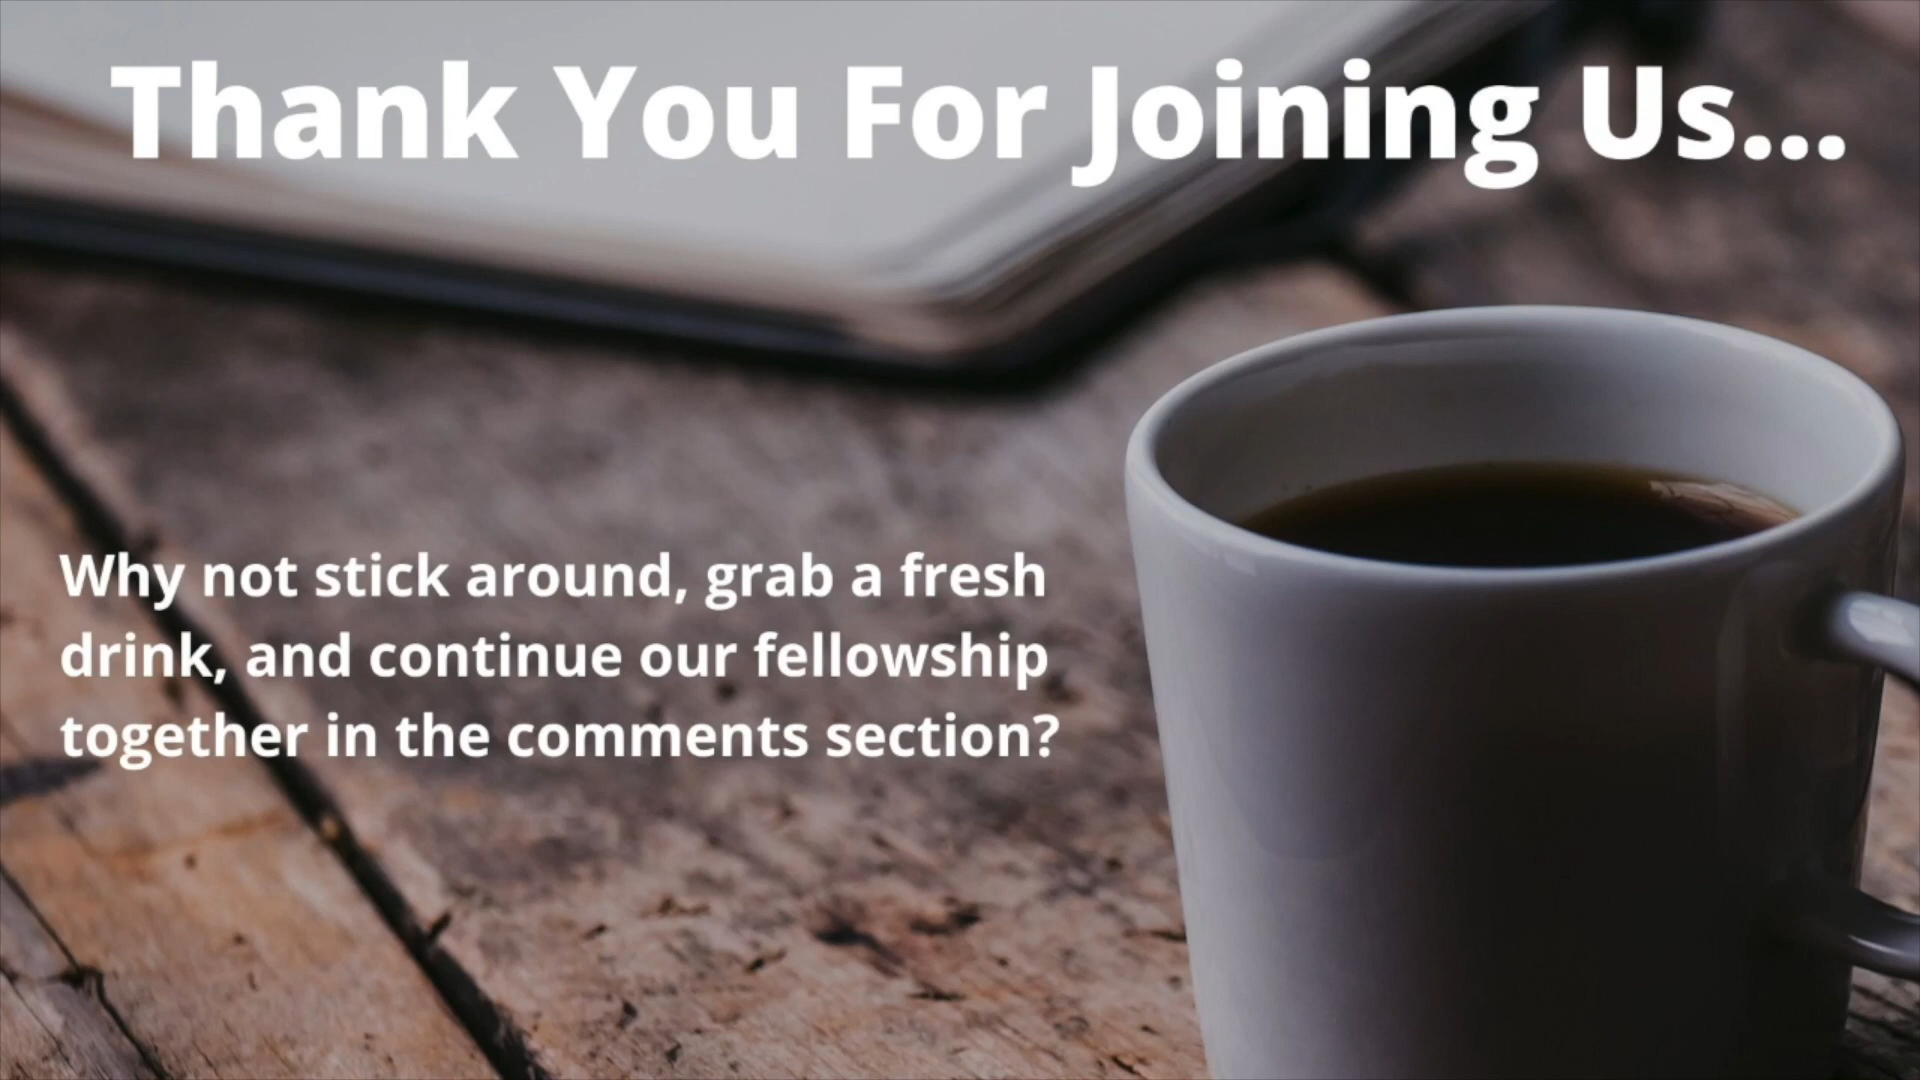 Thank You For Joining Us...
Why not stick around, grab a fresh
drink, and continue our fellowship
together in the comments section?